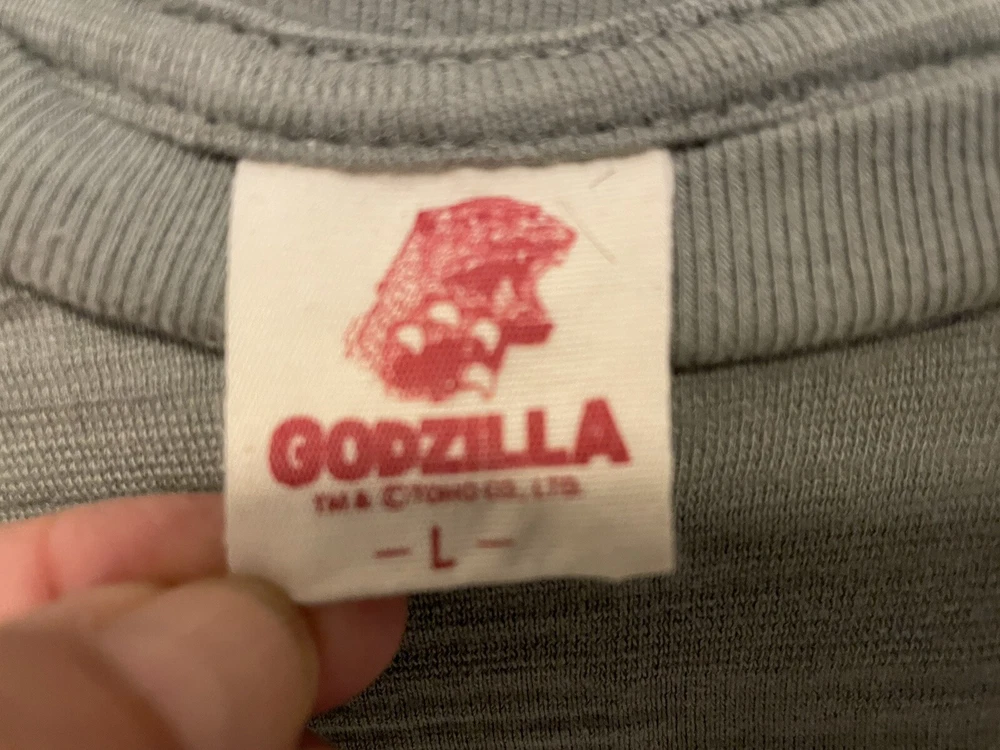 GODZILLA
TM & ©TOHO CO., LTD.
– L –